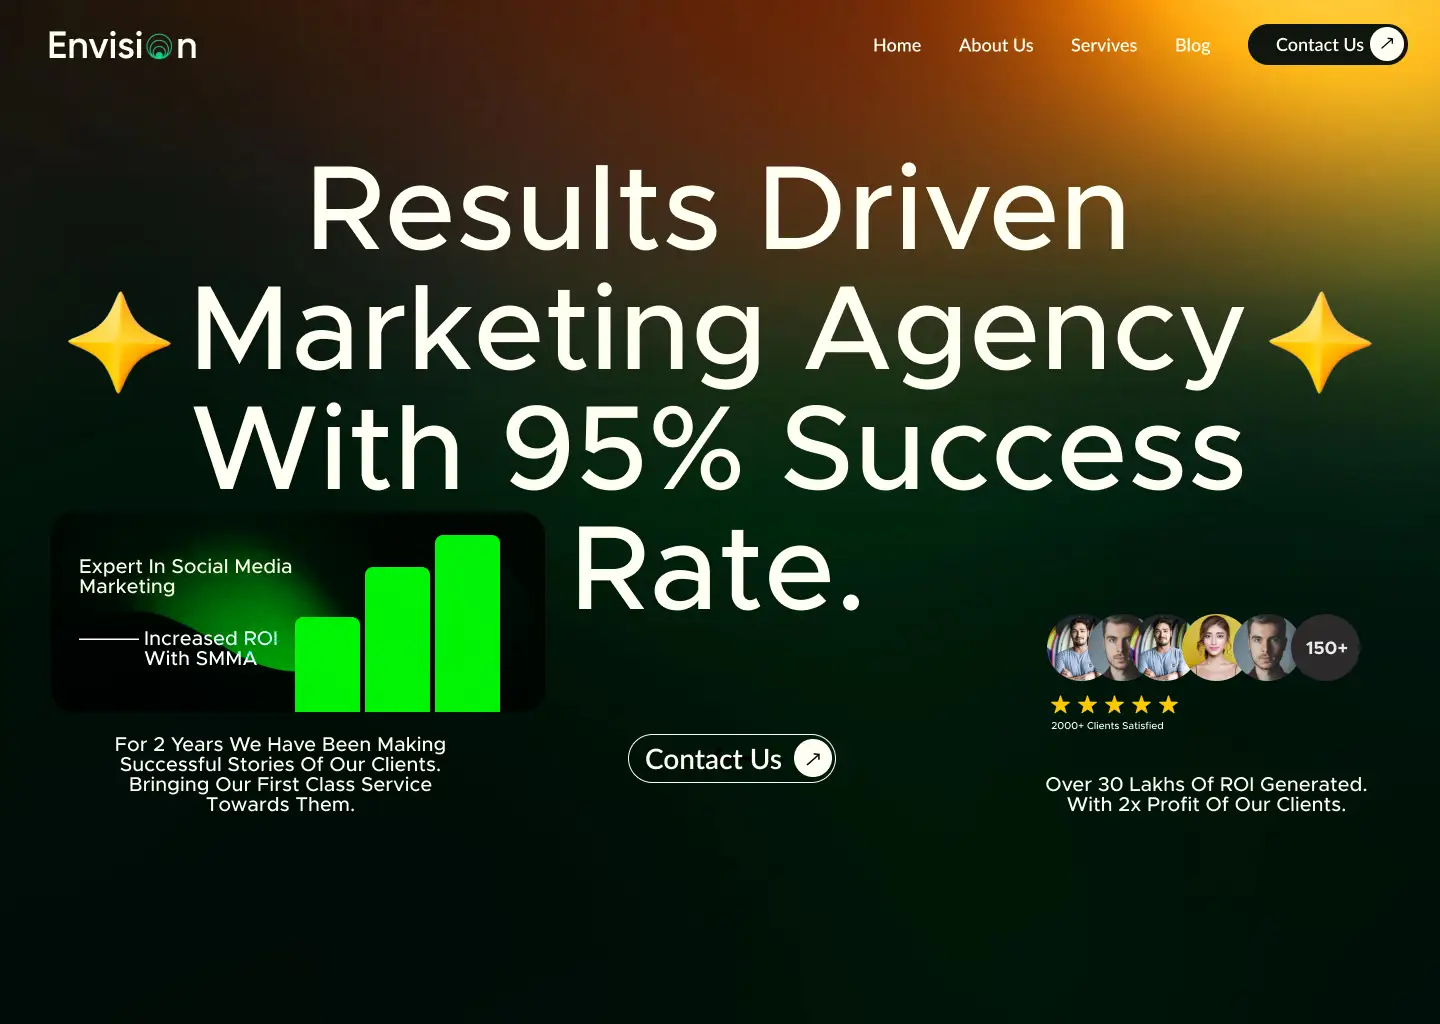 Envision
Home
About Us
Servives
Blog
Contact Us
Results Driven
Marketing Agency
With 95% Success
Rate.
Expert In Social Media
Marketing
Increased ROI
With SMMA
For 2 Years We Have Been Making
Successful Stories Of Our Clients.
Bringing Our First Class Service
Towards Them.
Contact Us
150+
2000+ Clients Satisfied
Over 30 Lakhs Of ROI Generated.
With 2x Profit Of Our Clients.